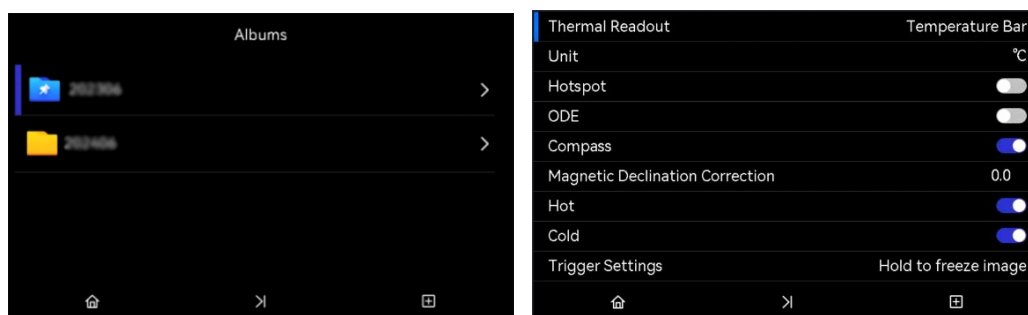 Albums
Thermal Readout Temperature Bar
Unit °C
Hotspot
ODE
Compass
Magnetic Declination Correction 0.0
Hot
Cold
Trigger Settings Hold to freeze image